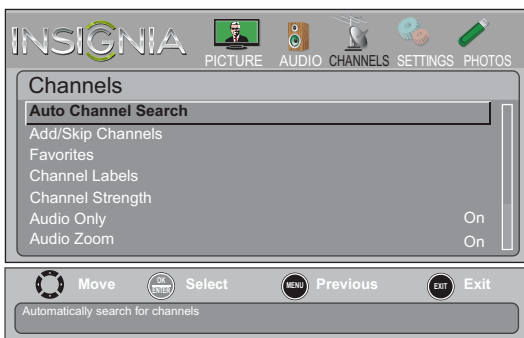 INSIGNIA
PICTURE AUDIO CHANNELS SETTINGS PHOTOS
Channels
Auto Channel Search
Add/Skip Channels
Favorites
Channel Labels
Channel Strength
Audio Only On
Audio Zoom On
Move OK ENTER Select MENU Previous EXIT Exit
Automatically search for channels